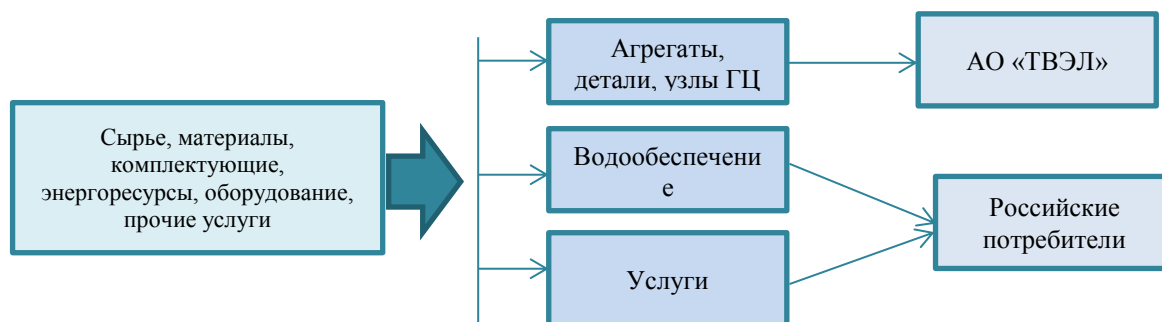 Сырье, материалы,
комплектующие,
энергоресурсы, оборудование,
прочие услуги
Агрегаты,
детали, узлы ГЦ
Водообеспечени
е
Услуги
АО «ТВЭЛ»
Российские
потребители